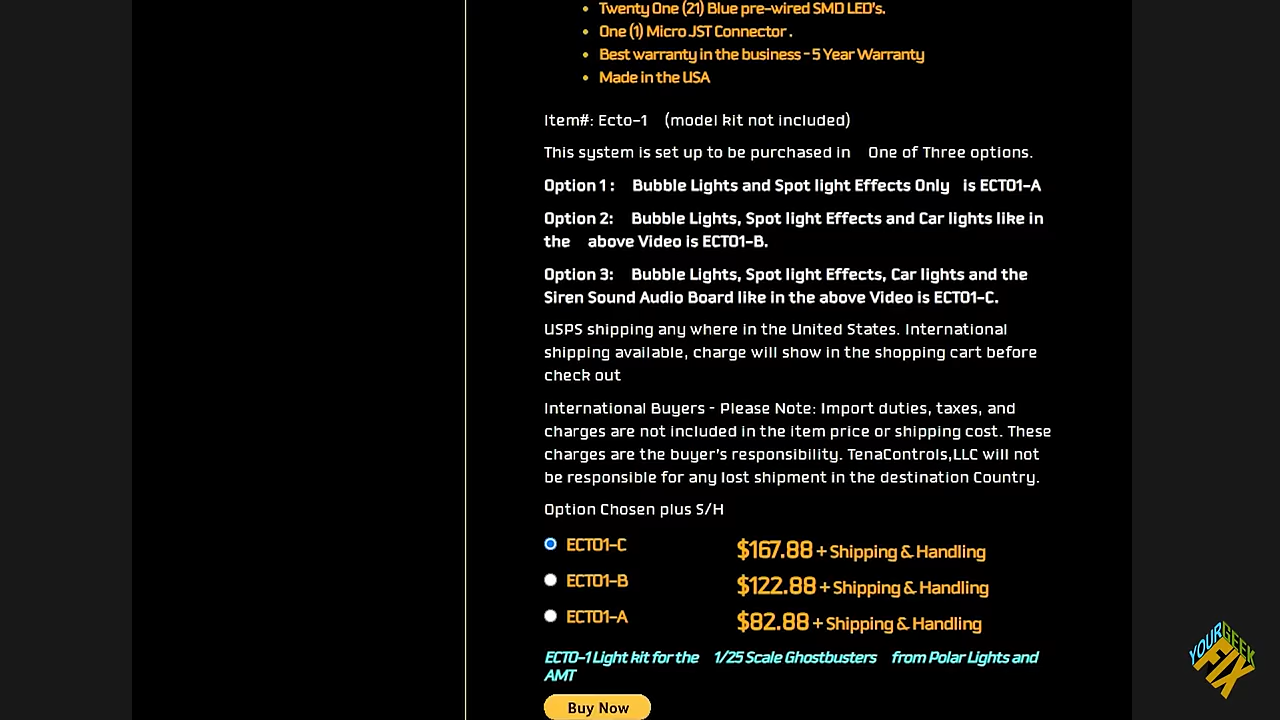 Twenty One (21) Blue pre-wired SMD LED's.
One (1) Micro JST Connector .
Best warranty in the business - 5 Year Warranty
Made in the USA
Item#: Ecto-1 (model kit not included)
This system is set up to be purchased in One of Three options.
Option 1 : Bubble Lights and Spot light Effects Only is ECTO1-A
Option 2: Bubble Lights, Spot light Effects and Car lights like in
the above Video is ECTO1-B.
Option 3: Bubble Lights, Spot light Effects, Car lights and the
Siren Sound Audio Board like in the above Video is ECTO1-C.
USPS shipping any where in the United States. International
shipping available, charge will show in the shopping cart before
check out
International Buyers - Please Note: Import duties, taxes, and
charges are not included in the item price or shipping cost. These
charges are the buyer's responsibility. TenaControls,LLC will not
be responsible for any lost shipment in the destination Country.
Option Chosen plus S/H
ECTO1-C $167.88 + Shipping & Handling
ECTO1-B $122.88 + Shipping & Handling
ECTO1-A $82.88 + Shipping & Handling
ECTO-1 Light kit for the 1/25 Scale Ghostbusters from Polar Lights and
AMT
Buy Now
YOUR GEEK
FIX